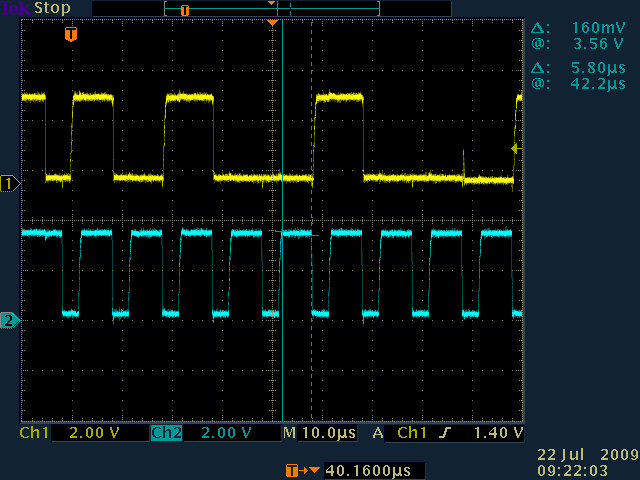 Tek Stop
T
T
Δ: 160mV
@: 3.56 V
Δ: 5.80µs
@: 42.2µs
1
2
Ch1 2.00 V Ch2 2.00 V M 10.0µs A Ch1 1.40 V
T 40.1600µs
22 Jul 2009
09:22:03